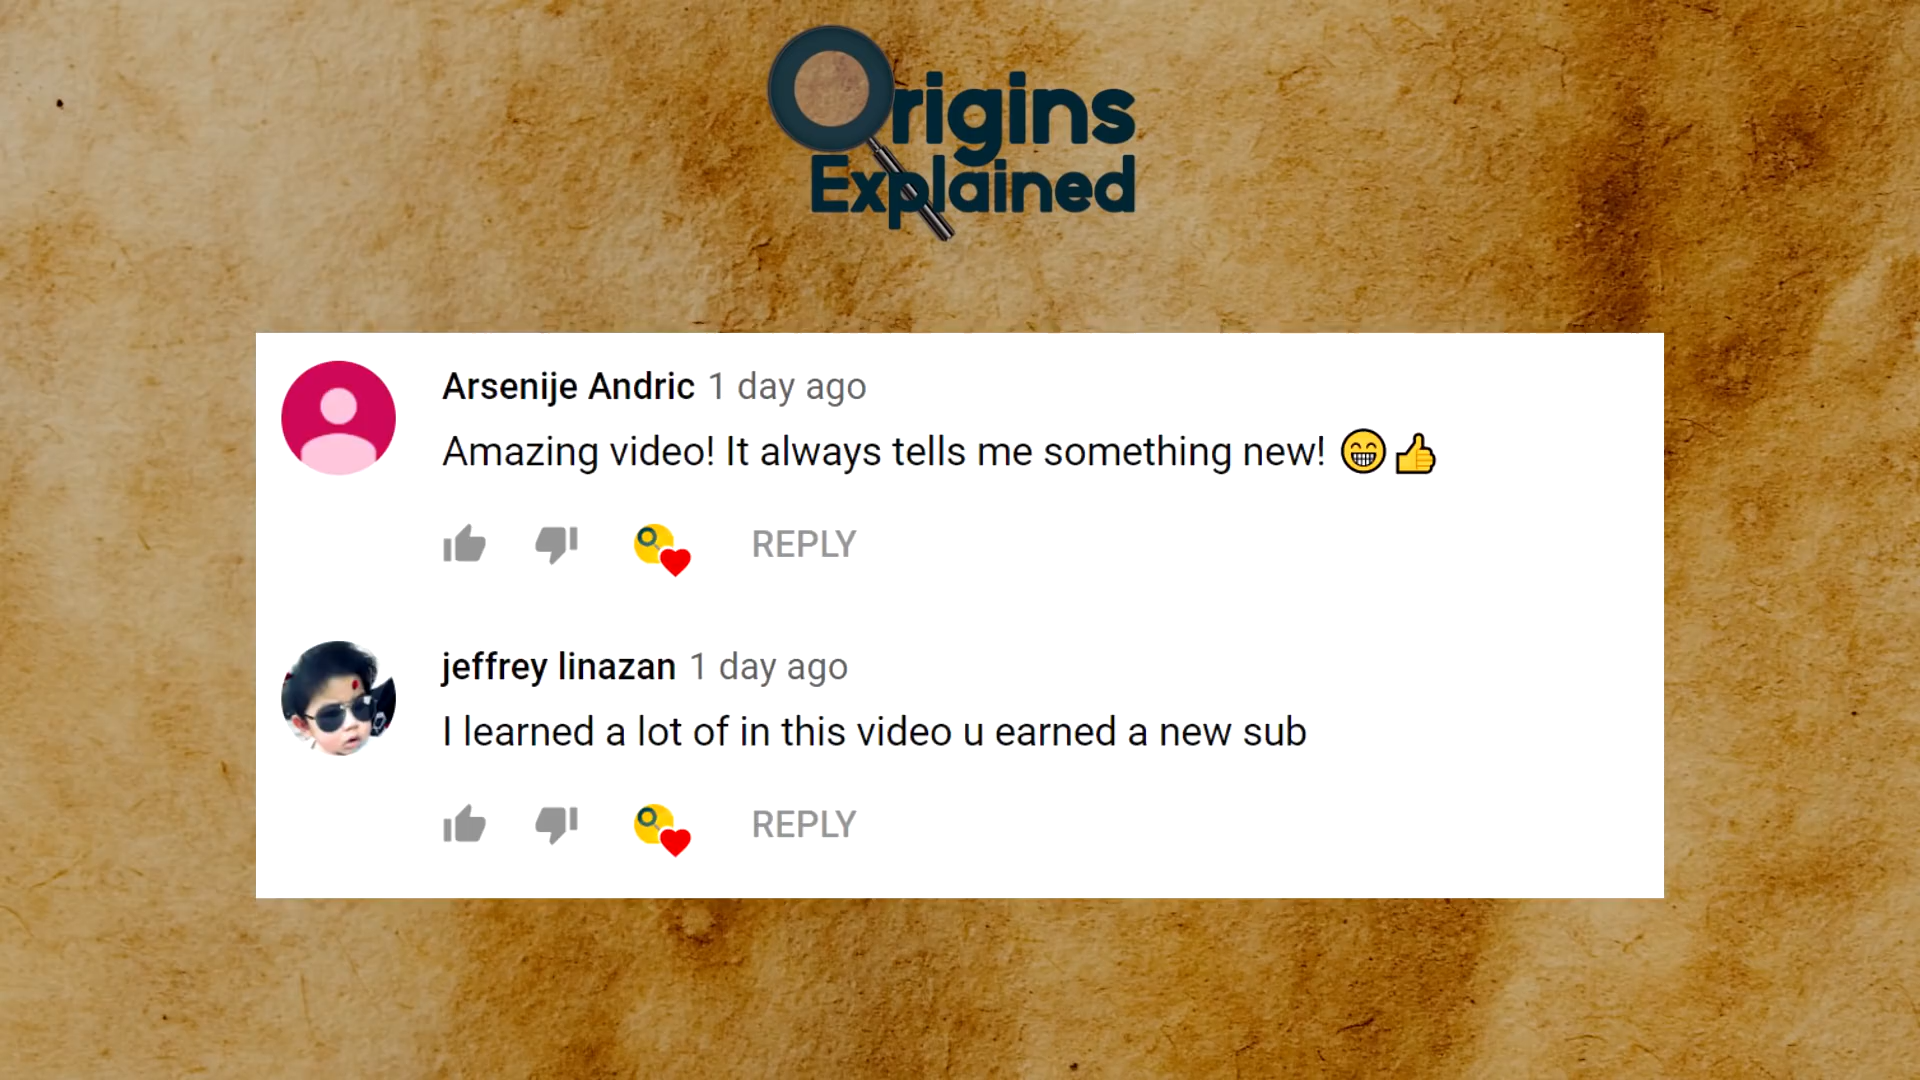 Origins
Explained
Arsenije Andric 1 day ago
Amazing video! It always tells me something new! 😁👍
REPLY
jeffrey linazan 1 day ago
I learned a lot of in this video u earned a new sub
REPLY